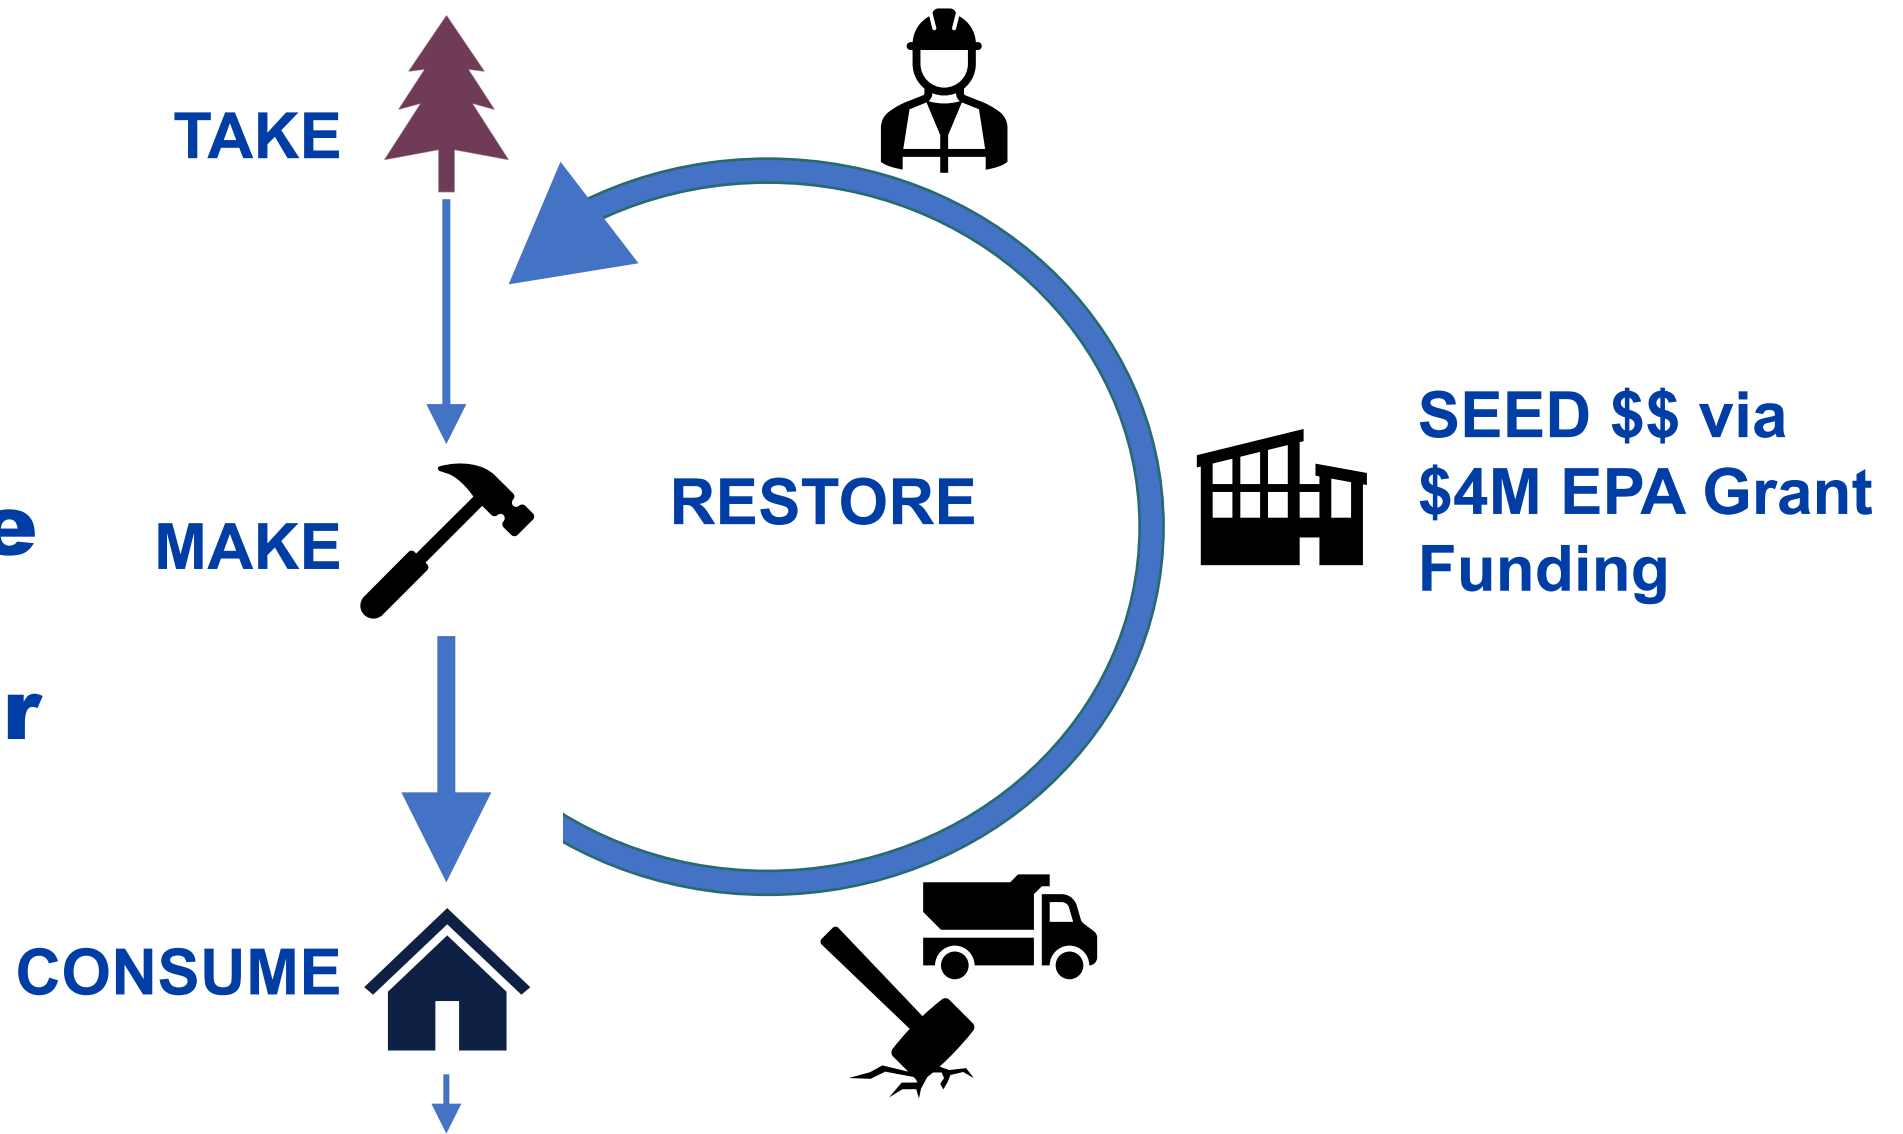 TAKE
SEED $$ via
$4M EPA Grant
Funding
RESTORE
e
MAKE
r
CONSUME